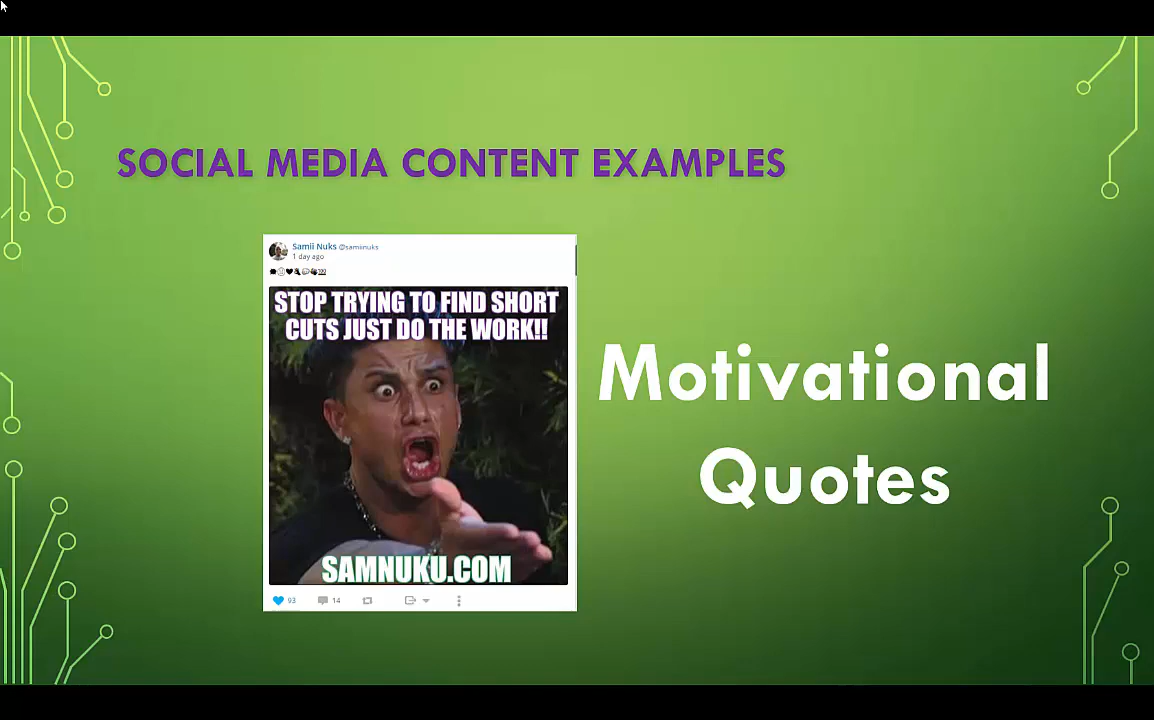 SOCIAL MEDIA CONTENT EXAMPLES
Samii Nuks @samiinuks
1 day ago
STOP TRYING TO FIND SHORT
CUTS JUST DO THE WORK!!
SAMNUKU.COM
93 14
Motivational
Quotes